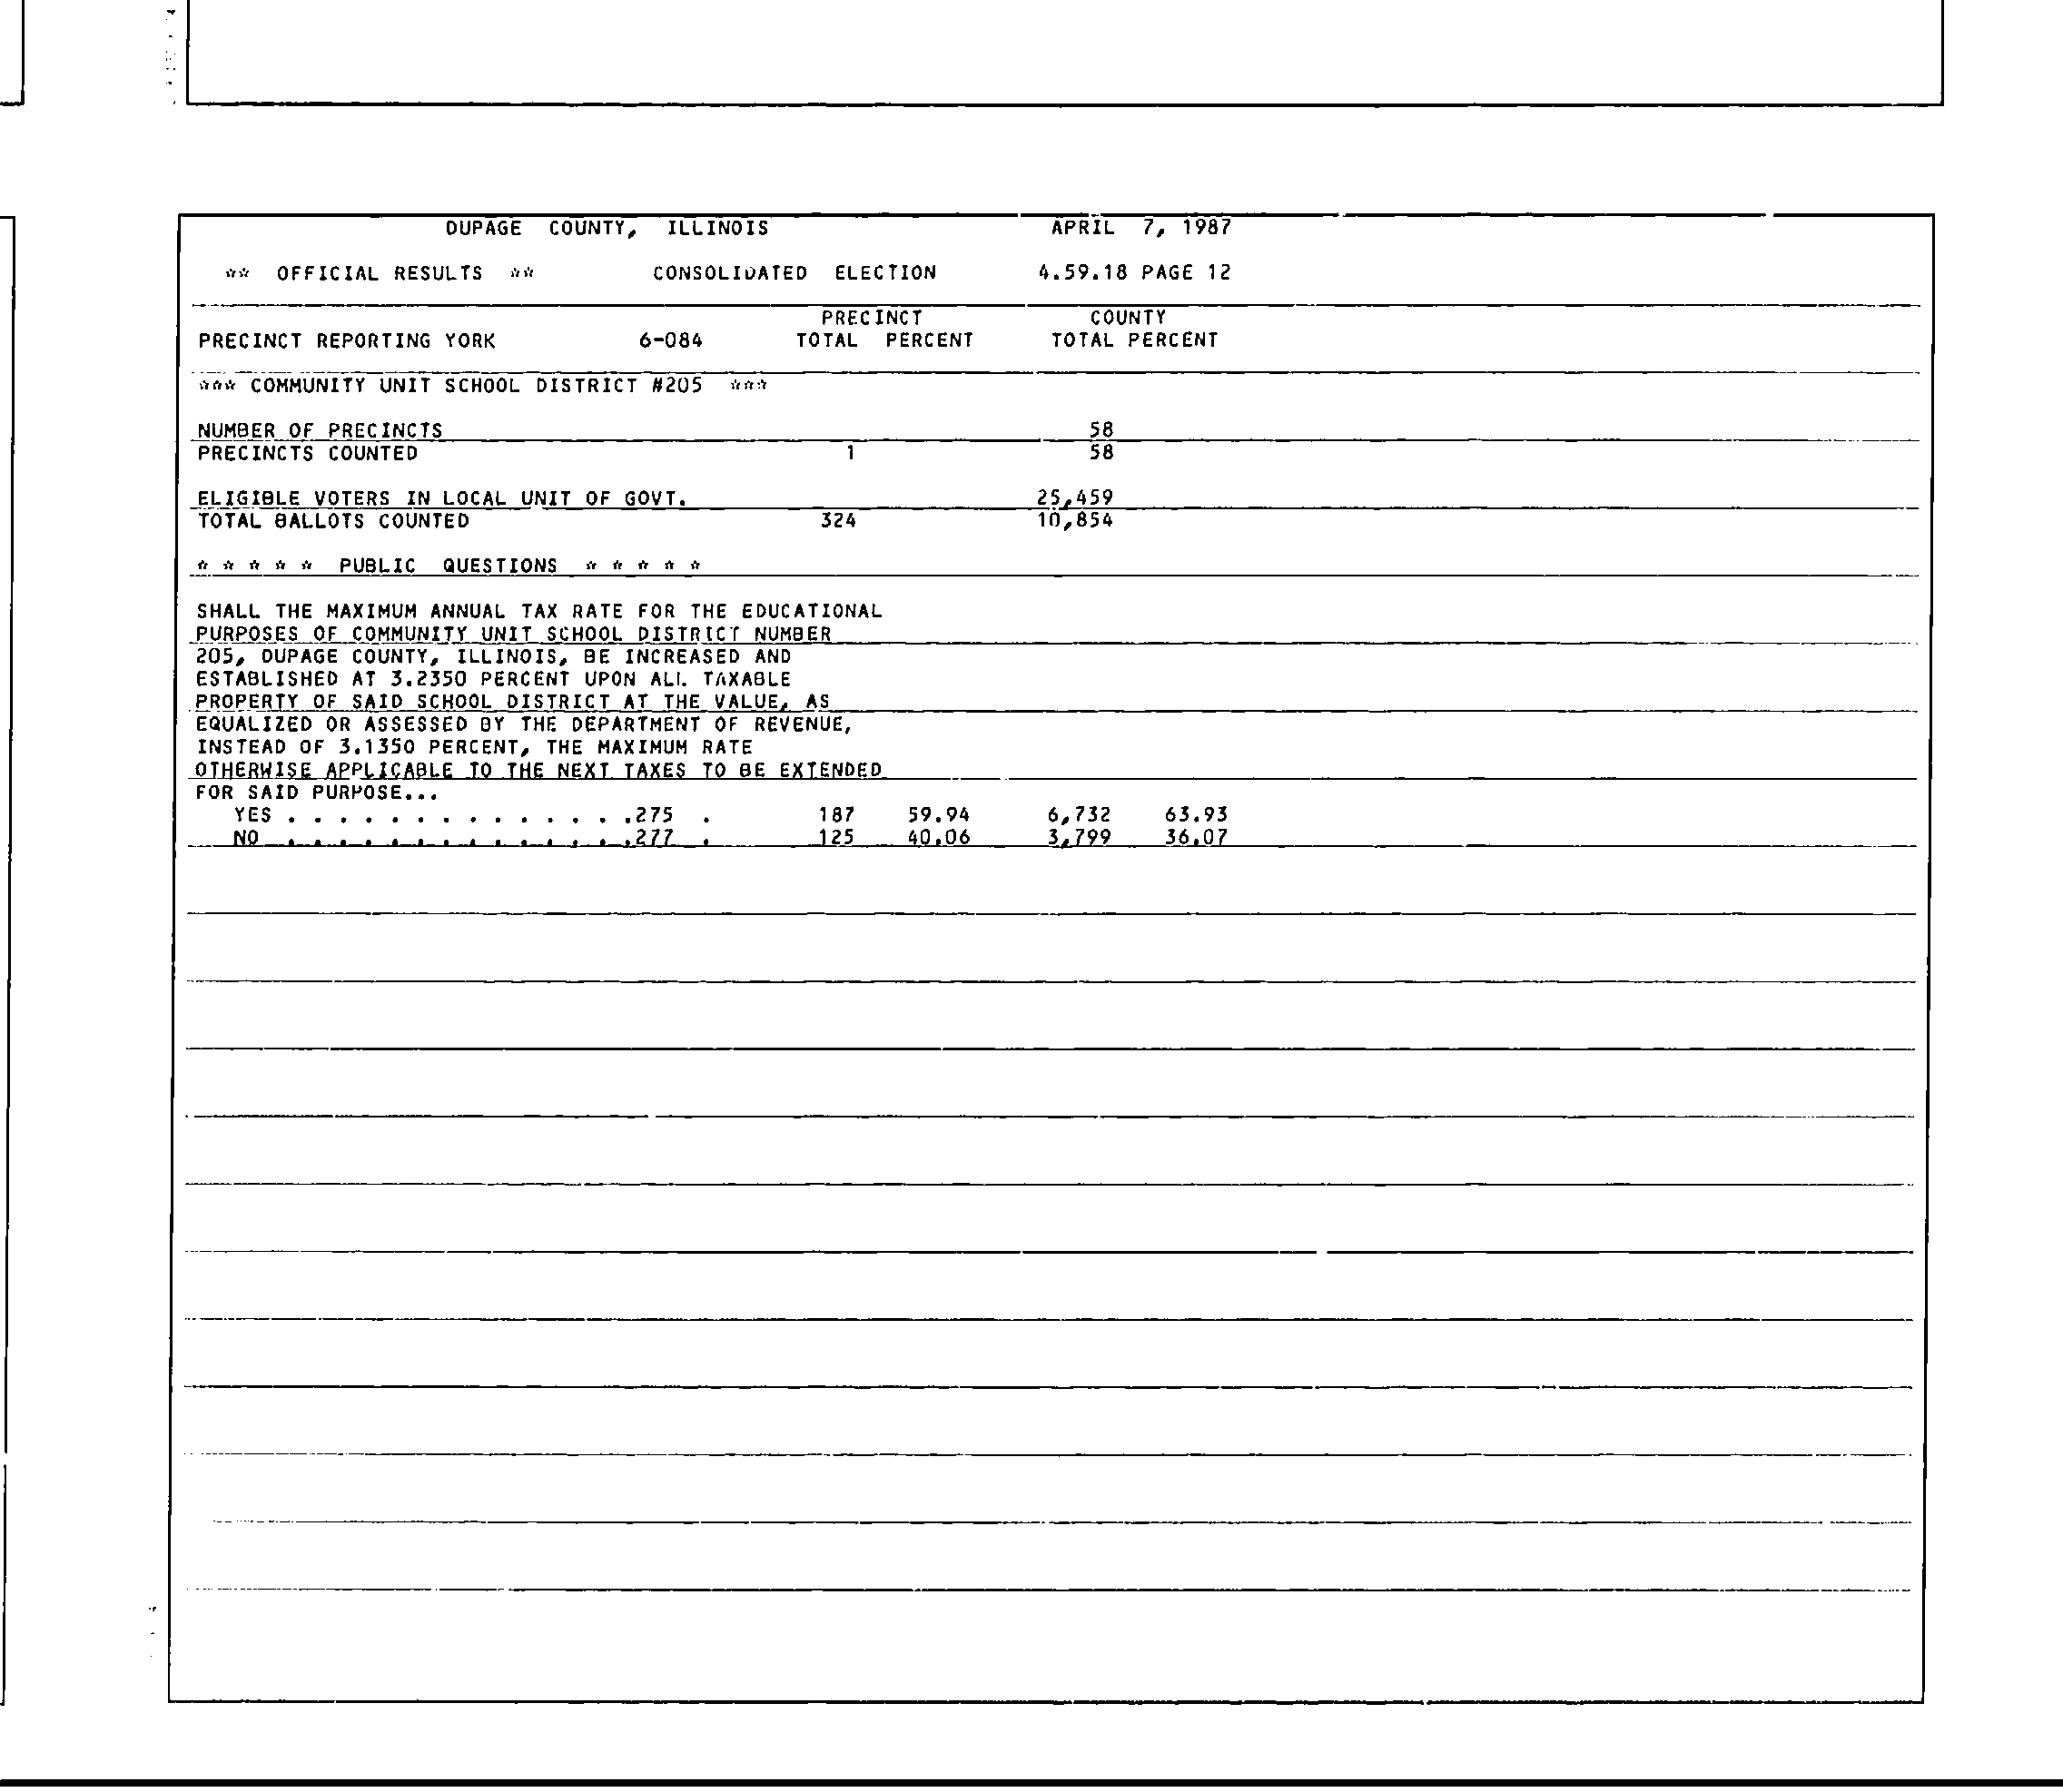 DUPAGE COUNTY, ILLINOIS APRIL 7, 1987
** OFFICIAL RESULTS ** CONSOLIDATED ELECTION 4.59.18 PAGE 12
PRECINCT COUNTY
PRECINCT REPORTING YORK 6-084 TOTAL PERCENT TOTAL PERCENT
*** COMMUNITY UNIT SCHOOL DISTRICT #205 ***
NUMBER OF PRECINCTS 58
PRECINCTS COUNTED 1 58
ELIGIBLE VOTERS IN LOCAL UNIT OF GOVT. 25,459
TOTAL BALLOTS COUNTED 324 10,854
* * * * * PUBLIC QUESTIONS * * * * *
SHALL THE MAXIMUM ANNUAL TAX RATE FOR THE EDUCATIONAL
PURPOSES OF COMMUNITY UNIT SCHOOL DISTRICT NUMBER
205, DUPAGE COUNTY, ILLINOIS, BE INCREASED AND
ESTABLISHED AT 3.2350 PERCENT UPON ALL TAXABLE
PROPERTY OF SAID SCHOOL DISTRICT AT THE VALUE, AS
EQUALIZED OR ASSESSED BY THE DEPARTMENT OF REVENUE,
INSTEAD OF 3.1350 PERCENT, THE MAXIMUM RATE
OTHERWISE APPLICABLE TO THE NEXT TAXES TO BE EXTENDED
FOR SAID PURPOSE...
YES . . . . . . . . . . . . . .275 . 187 59.94 6,732 63.93
NO . . . . . . . . . . . . . .277 . 125 40.06 3,799 36.07